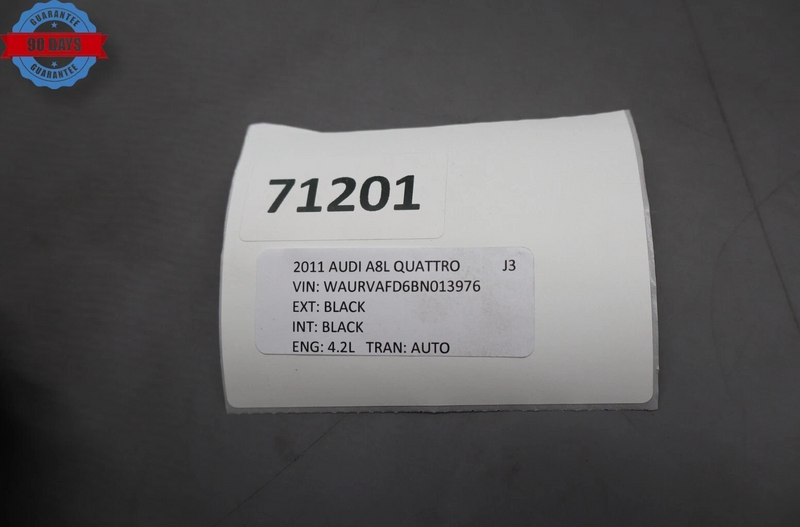 GUARANTEE
90 DAYS
GUARANTEE
71201
2011 AUDI A8L QUATTRO J3
VIN: WAURVAFD6BN013976
EXT: BLACK
INT: BLACK
ENG: 4.2L TRAN: AUTO